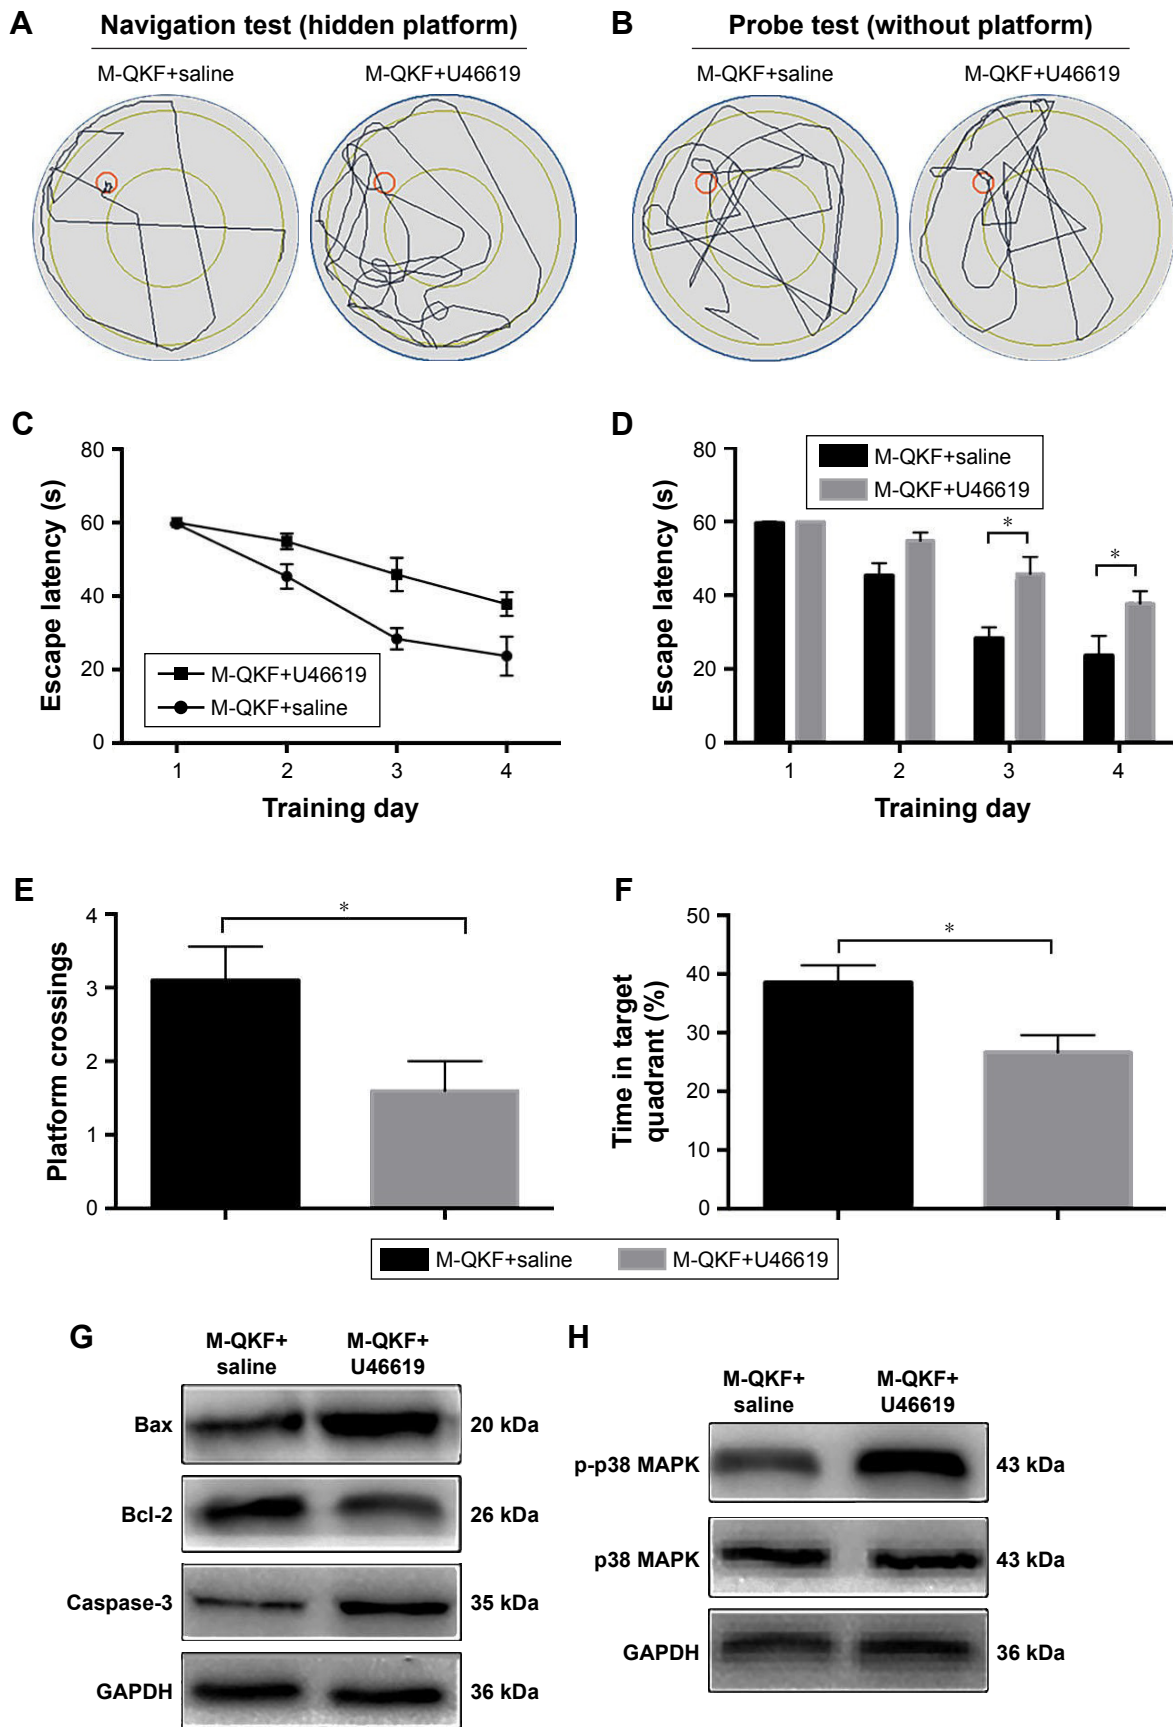 A
Navigation test (hidden platform)
M-QKF+saline
M-QKF+U46619
B
Probe test (without platform)
M-QKF+saline
M-QKF+U46619
C
Escape latency (s)
80
60
40
20
0
M-QKF+U46619
M-QKF+saline
1 2 3 4
Training day
D
Escape latency (s)
80
60
40
20
0
M-QKF+saline
M-QKF+U46619
*
*
1 2 3 4
Training day
E
Platform crossings
4
3
2
1
0
*
F
Time in target
quadrant (%)
50
40
30
20
10
0
*
M-QKF+saline
M-QKF+U46619
G
M-QKF+
saline
M-QKF+
U46619
Bax 20 kDa
Bcl-2 26 kDa
Caspase-3 35 kDa
GAPDH 36 kDa
H
M-QKF+
saline
M-QKF+
U46619
p-p38 MAPK 43 kDa
p38 MAPK 43 kDa
GAPDH 36 kDa